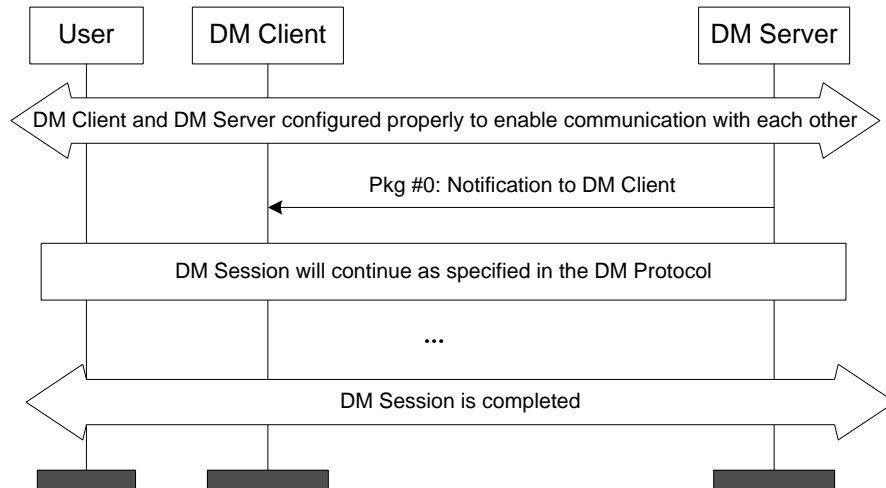 User
DM Client
DM Server
DM Client and DM Server configured properly to enable communication with each other
Pkg #0: Notification to DM Client
DM Session will continue as specified in the DM Protocol
...
DM Session is completed